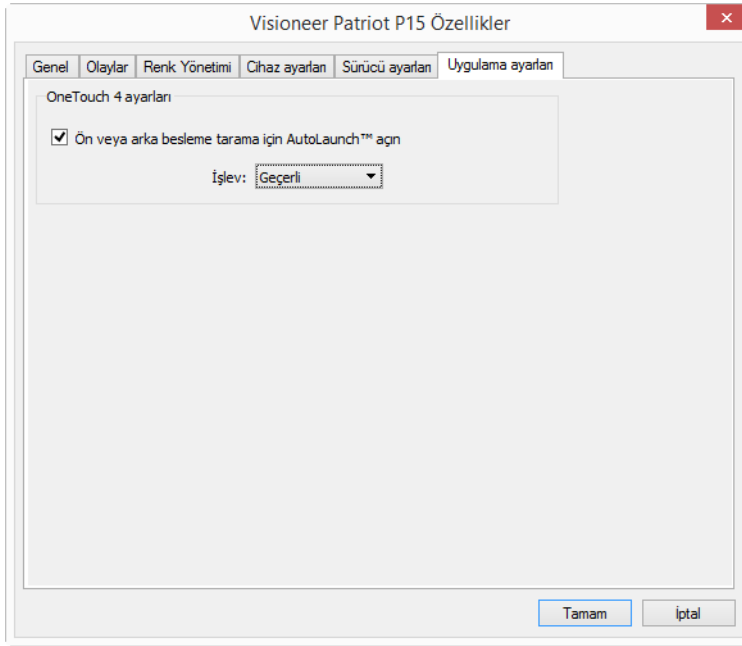 Visioneer Patriot P15 Özellikler
Genel Olaylar Renk Yönetimi Cihaz ayarları Sürücü ayarları Uygulama ayarları
OneTouch 4 ayarları
Ön veya arka besleme tarama için AutoLaunch™ açın
İşlev: Geçerli
Tamam İptal